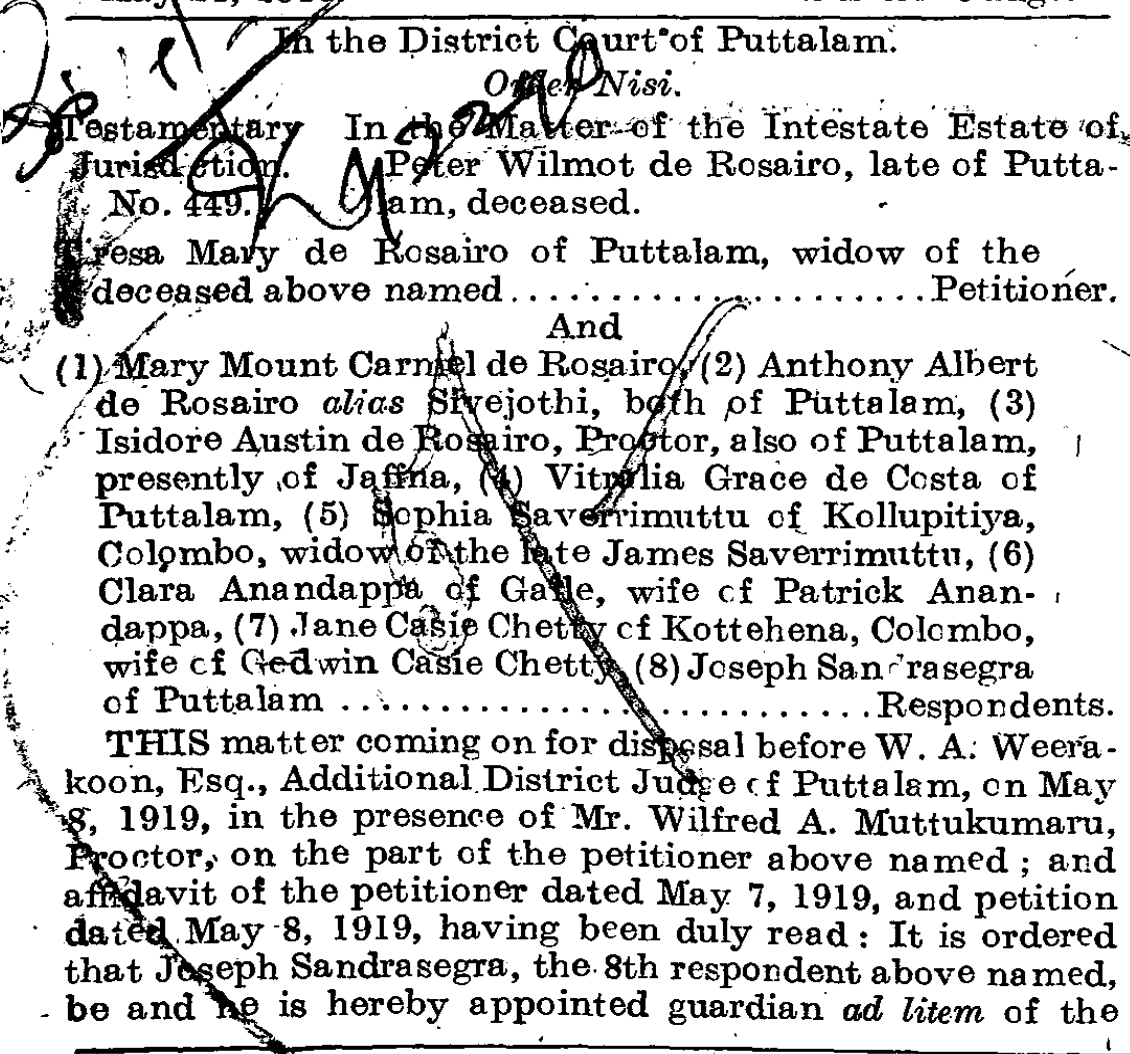 In the District Court of Puttalam.
Order Nisi.
Testamentary In the Matter of the Intestate Estate of
Jurisdiction. Peter Wilmot de Rosairo, late of Putta-
No. 449. lam, deceased.
Mary de Rosairo of Puttalam, widow of the
deceased above named......................Petitioner.
And
(1) Mary Mount Carmel de Rosairo, (2) Anthony Albert
de Rosairo alias Sivejothi, both of Puttalam, (3)
Isidore Austin de Rosairo, Proctor, also of Puttalam,
presently of Jaffna, (4) Vitralia Grace de Costa of
Puttalam, (5) Sophia Saverrimuttu of Kollupitiya,
Colombo, widow of the late James Saverrimuttu, (6)
Clara Anandappa of Galle, wife of Patrick Anan-
dappa, (7) Jane Casie Chetty of Kottehena, Colombo,
wife of Gedwin Casie Chetty, (8) Joseph Sandrasegra
of Puttalam ............................Respondents.
THIS matter coming on for disposal before W. A. Weera-
koon, Esq., Additional District Judge of Puttalam, on May
8, 1919, in the presence of Mr. Wilfred A. Muttukumaru,
Proctor, on the part of the petitioner above named ; and
affidavit of the petitioner dated May 7, 1919, and petition
dated May 8, 1919, having been duly read : It is ordered
that Joseph Sandrasegra, the 8th respondent above named,
be and he is hereby appointed guardian ad litem of the